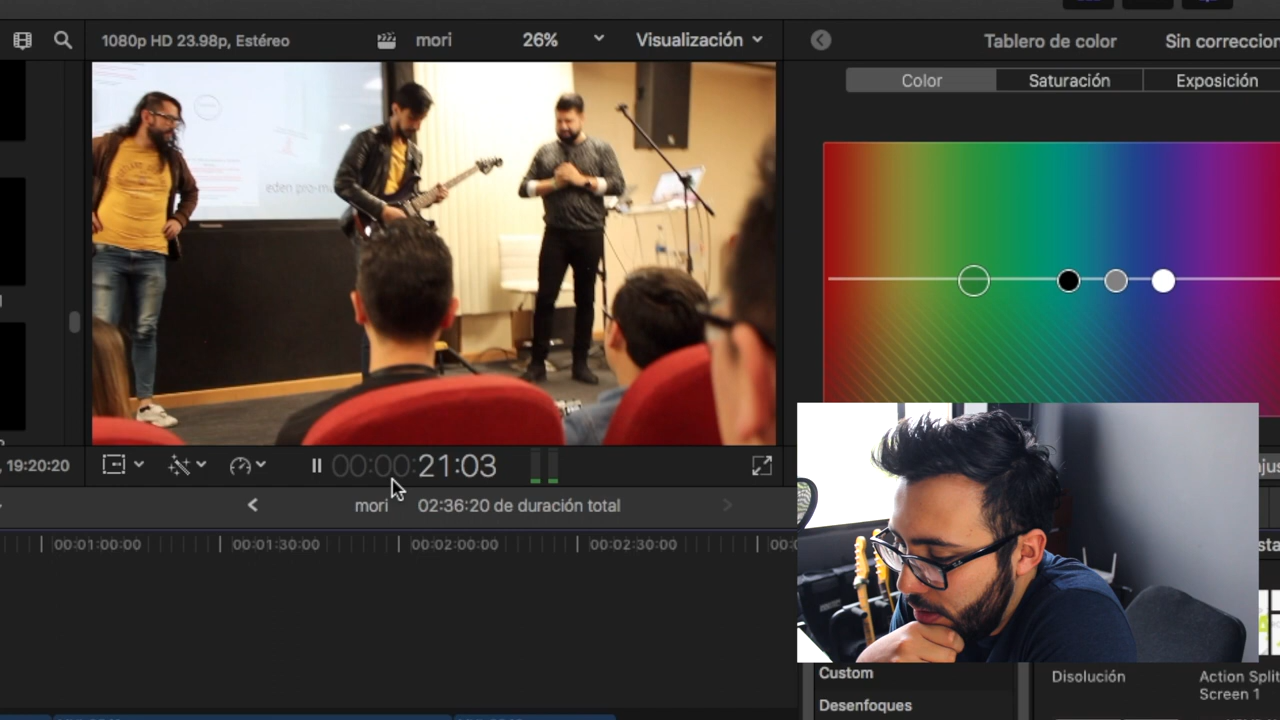 1080p HD 23.98p, Estéreo
mori
26%
Visualización
Tablero de color
Sin correccion
Color
Saturación
Exposición
eden pro-m
, 19:20:20
00:00:21:03
mori
02:36:20 de duración total
00:01:00:00
00:01:30:00
00:02:00:00
00:02:30:00
00:
Custom
Desenfoques
Disolución
Action Split
Screen 1